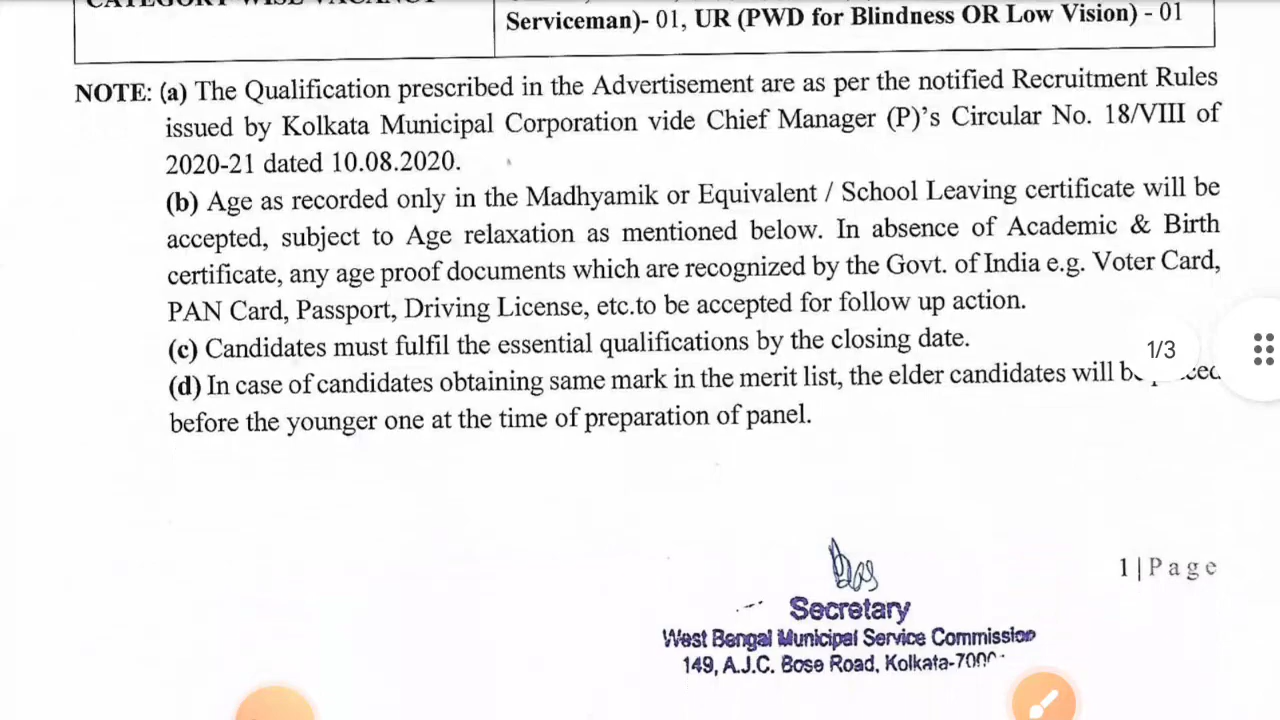 Serviceman)- 01, UR (PWD for Blindness OR Low Vision) - 01
NOTE: (a) The Qualification prescribed in the Advertisement are as per the notified Recruitment Rules
issued by Kolkata Municipal Corporation vide Chief Manager (P)’s Circular No. 18/VIII of
2020-21 dated 10.08.2020.
(b) Age as recorded only in the Madhyamik or Equivalent / School Leaving certificate will be
accepted, subject to Age relaxation as mentioned below. In absence of Academic & Birth
certificate, any age proof documents which are recognized by the Govt. of India e.g. Voter Card,
PAN Card, Passport, Driving License, etc.to be accepted for follow up action.
(c) Candidates must fulfil the essential qualifications by the closing date.
1/3
(d) In case of candidates obtaining same mark in the merit list, the elder candidates will
before the younger one at the time of preparation of panel.
1|Page
Secretary
West Bengal Municipal Service Commission
149, A.J.C. Bose Road,